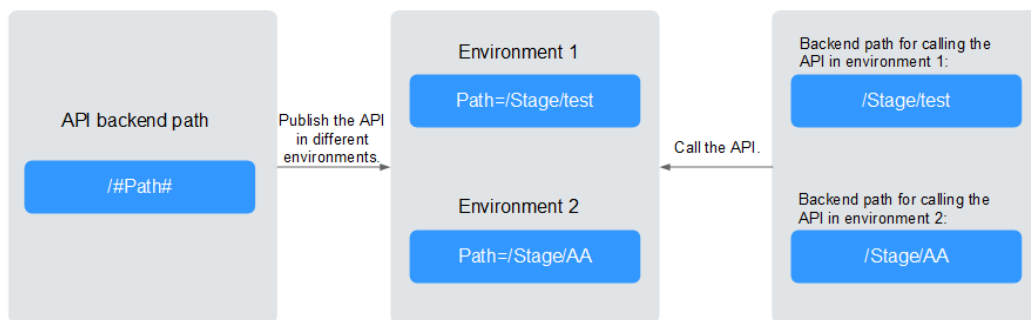 API backend path
/#Path#
Publish the API
in different
environments.
Environment 1
Path=/Stage/test
Environment 2
Path=/Stage/AA
Call the API.
Backend path for calling the
API in environment 1:
/Stage/test
Backend path for calling the
API in environment 2:
/Stage/AA